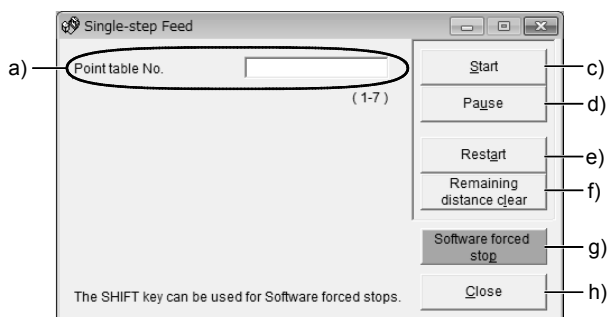 Single-step Feed
a)
Point table No.
( 1-7 )
Start
c)
Pause
d)
Restart
e)
Remaining
distance clear
f)
Software forced
stop
g)
The SHIFT key can be used for Software forced stops.
Close
h)